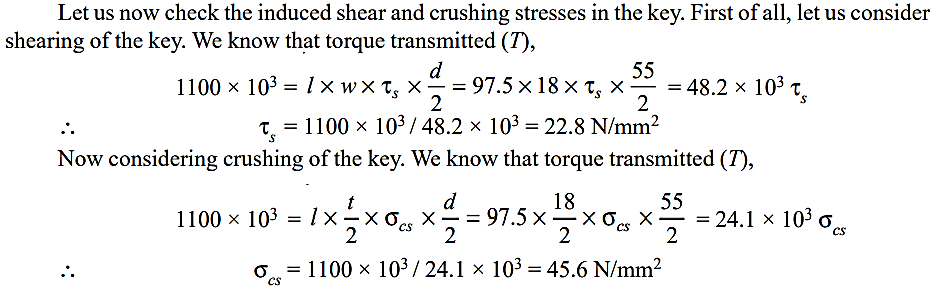 Let us now check the induced shear and crushing stresses in the key. First of all, let us consider
shearing of the key. We know that torque transmitted (T),
1100 × 10³ = l × w × τₛ × d/2 = 97.5 × 18 × τₛ × 55/2 = 48.2 × 10³ τₛ
∴ τₛ = 1100 × 10³ / 48.2 × 10³ = 22.8 N/mm²
Now considering crushing of the key. We know that torque transmitted (T),
1100 × 10³ = l × t/2 × σ_cs × d/2 = 97.5 × 18/2 × σ_cs × 55/2 = 24.1 × 10³ σ_cs
∴ σ_cs = 1100 × 10³ / 24.1 × 10³ = 45.6 N/mm²